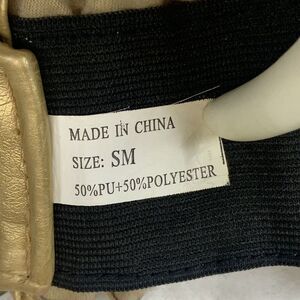 MADE IN CHINA
SIZE: SM
50%PU+50%POLYESTER